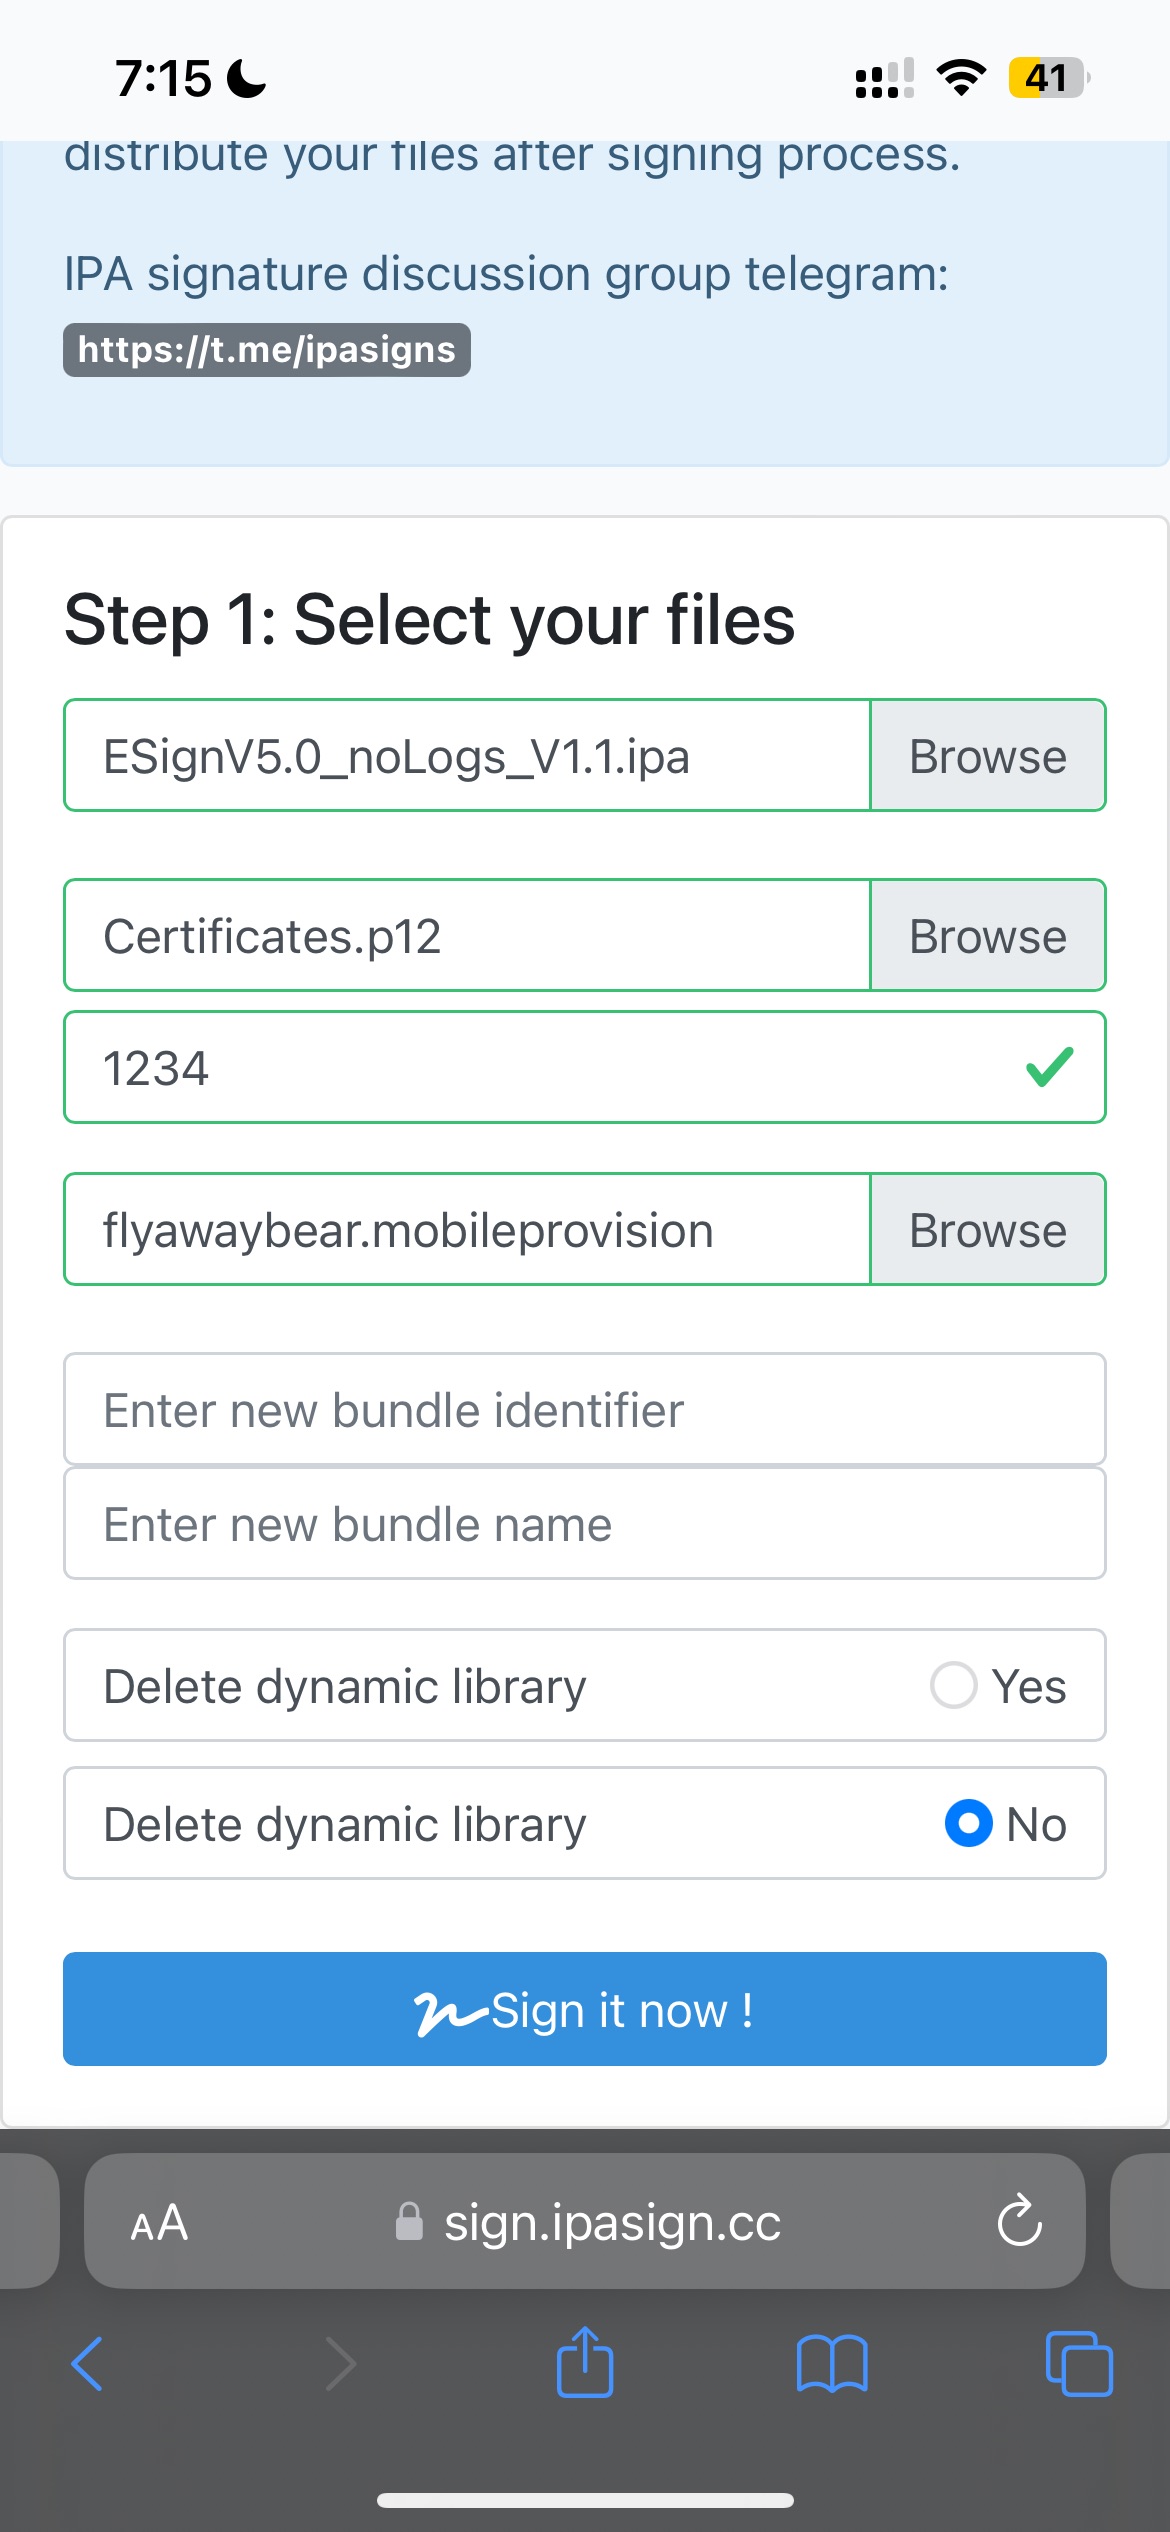 7:15
41
distribute your files after signing process.
IPA signature discussion group telegram:
https://t.me/ipasigns
Step 1: Select your files
ESignV5.0_noLogs_V1.1.ipa Browse
Certificates.p12 Browse
1234
flyawaybear.mobileprovision Browse
Enter new bundle identifier
Enter new bundle name
Delete dynamic library Yes
Delete dynamic library No
Sign it now !
AA sign.ipasign.cc